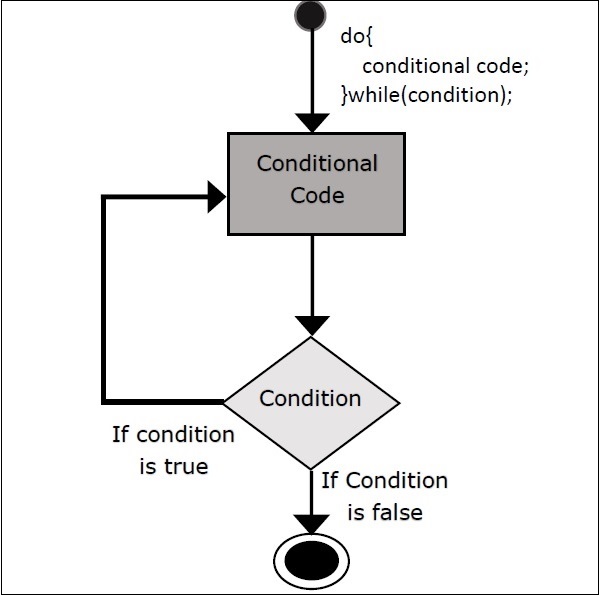 do{
conditional code;
}while(condition);
Conditional
Code
Condition
If condition
is true
If Condition
is false